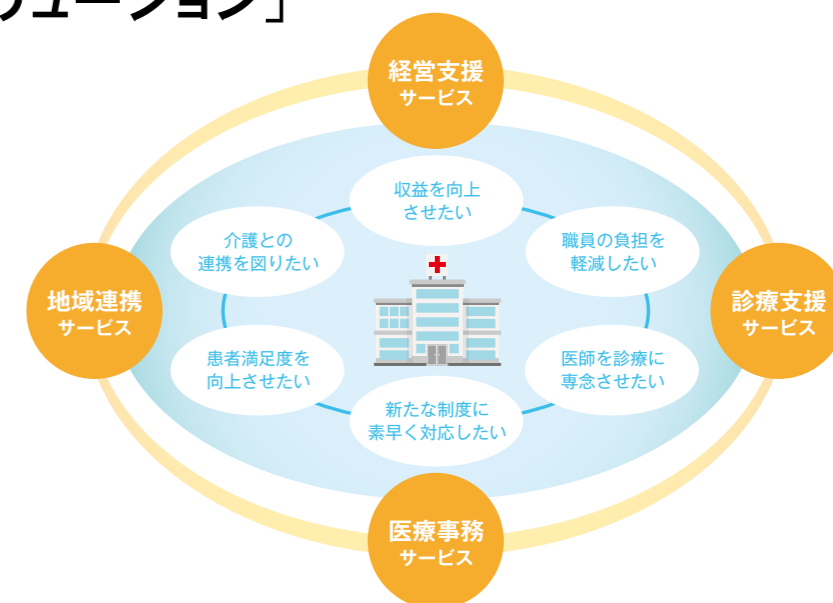 リューション」
経営支援
サービス
収益を向上
させたい
介護との
連携を図りたい
職員の負担を
軽減したい
地域連携
サービス
診療支援
サービス
患者満足度を
向上させたい
医師を診療に
専念させたい
新たな制度に
素早く対応したい
医療事務
サービス